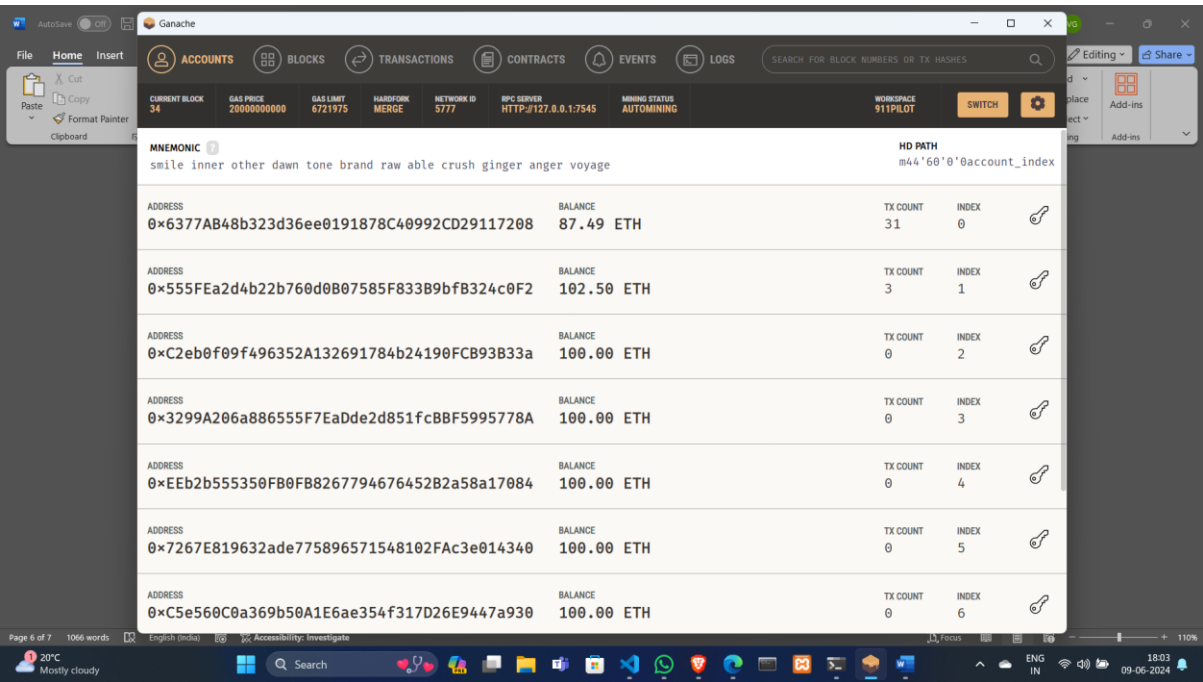 AutoSave Off
Ganache
VG
File Home Insert
Editing
Share
Cut
Copy
Paste
Format Painter
Clipboard
Add-ins
Add-ins
ACCOUNTS BLOCKS TRANSACTIONS CONTRACTS EVENTS LOGS
SEARCH FOR BLOCK NUMBERS OR TX HASHES
CURRENT BLOCK GAS PRICE GAS LIMIT HARDFORK NETWORK ID RPC SERVER MINING STATUS WORKSPACE
34 20000000000 6721975 MERGE 5777 HTTP://127.0.0.1:7545 AUTOMINING 911PILOT
SWITCH
MNEMONIC ? HD PATH
smile inner other dawn tone brand raw able crush ginger anger voyage m44'60'0'0account_index
ADDRESS BALANCE TX COUNT INDEX
0×6377AB48b323d36ee0191878C40992CD29117208 87.49 ETH 31 0
ADDRESS BALANCE TX COUNT INDEX
0×555FEa2d4b22b760d0B07585F833B9bfB324c0F2 102.50 ETH 3 1
ADDRESS BALANCE TX COUNT INDEX
0×C2eb0f09f496352A132691784b24190FCB93B33a 100.00 ETH 0 2
ADDRESS BALANCE TX COUNT INDEX
0×3299A206a886555F7EaDde2d851fcBBF5995778A 100.00 ETH 0 3
ADDRESS BALANCE TX COUNT INDEX
0×EEb2b555350FB0FB8267794676452B2a58a17084 100.00 ETH 0 4
ADDRESS BALANCE TX COUNT INDEX
0×7267E819632ade775896571548102FAc3e014340 100.00 ETH 0 5
ADDRESS BALANCE TX COUNT INDEX
0×C5e560C0a369b50A1E6ae354f317D26E9447a930 100.00 ETH 0 6
Page 6 of 7 1066 words English (India) Accessibility: Investigate Focus 110%
1 20°C
Mostly cloudy
Search
ENG
IN
18:03
09-06-2024